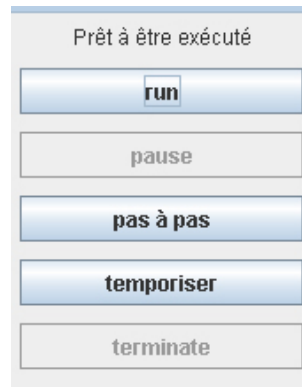 Prêt à être exécuté
run
pause
pas à pas
temporiser
terminate